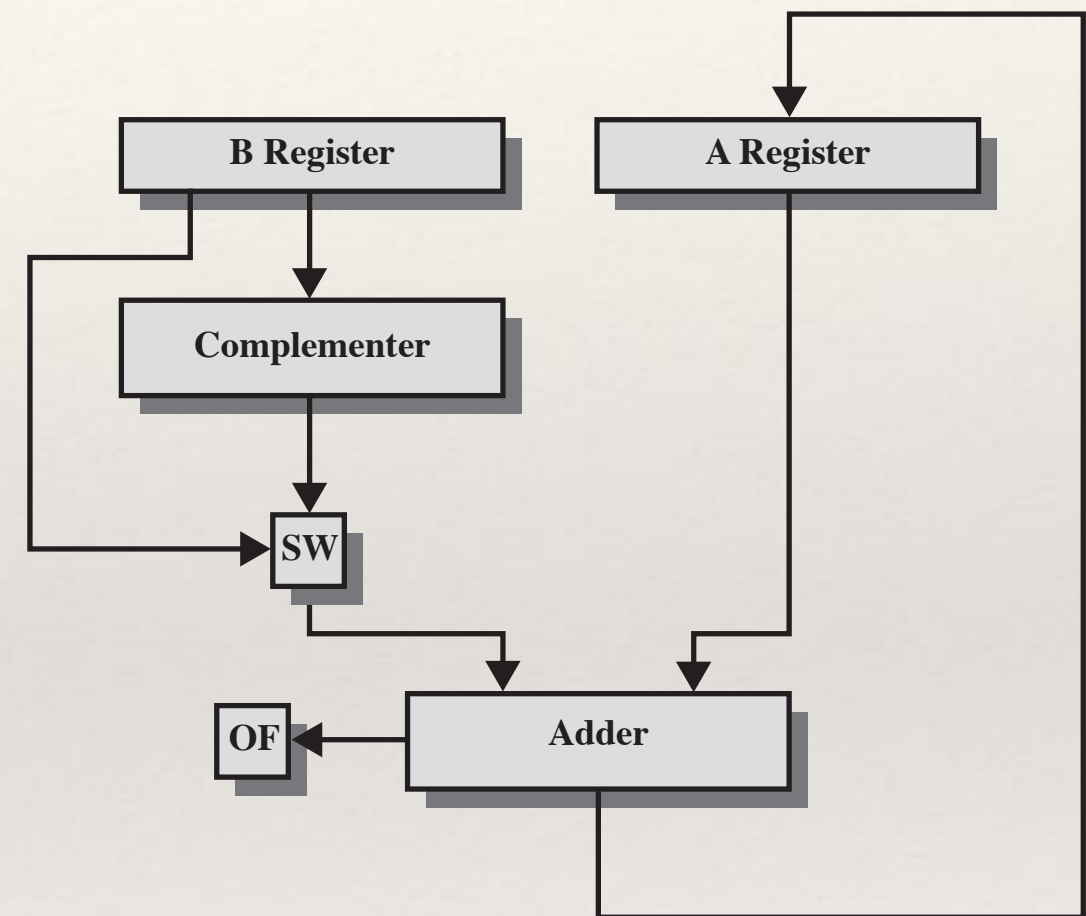 B Register
A Register
Complementer
SW
OF
Adder